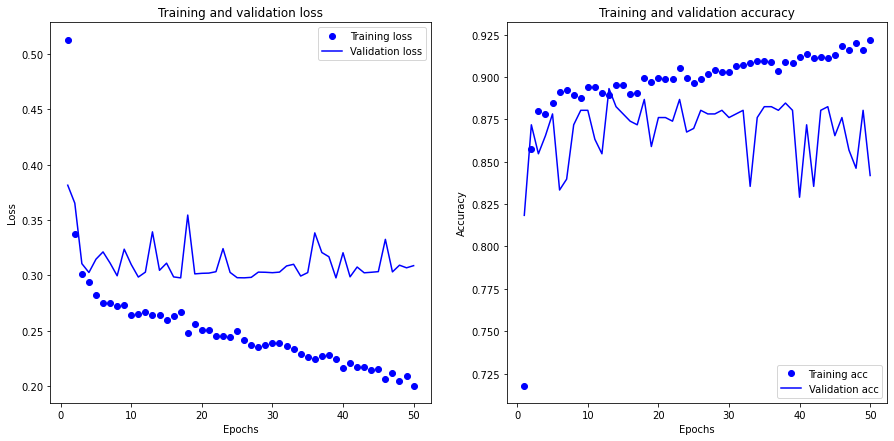 Training and validation loss
Training loss
Validation loss
0.50
0.45
0.40
0.35
0.30
0.25
0.20
Loss
0 10 20 30 40 50
Epochs
Training and validation accuracy
0.925
0.900
0.875
0.850
0.825
0.800
0.775
0.750
0.725
Accuracy
Training acc
Validation acc
0 10 20 30 40 50
Epochs